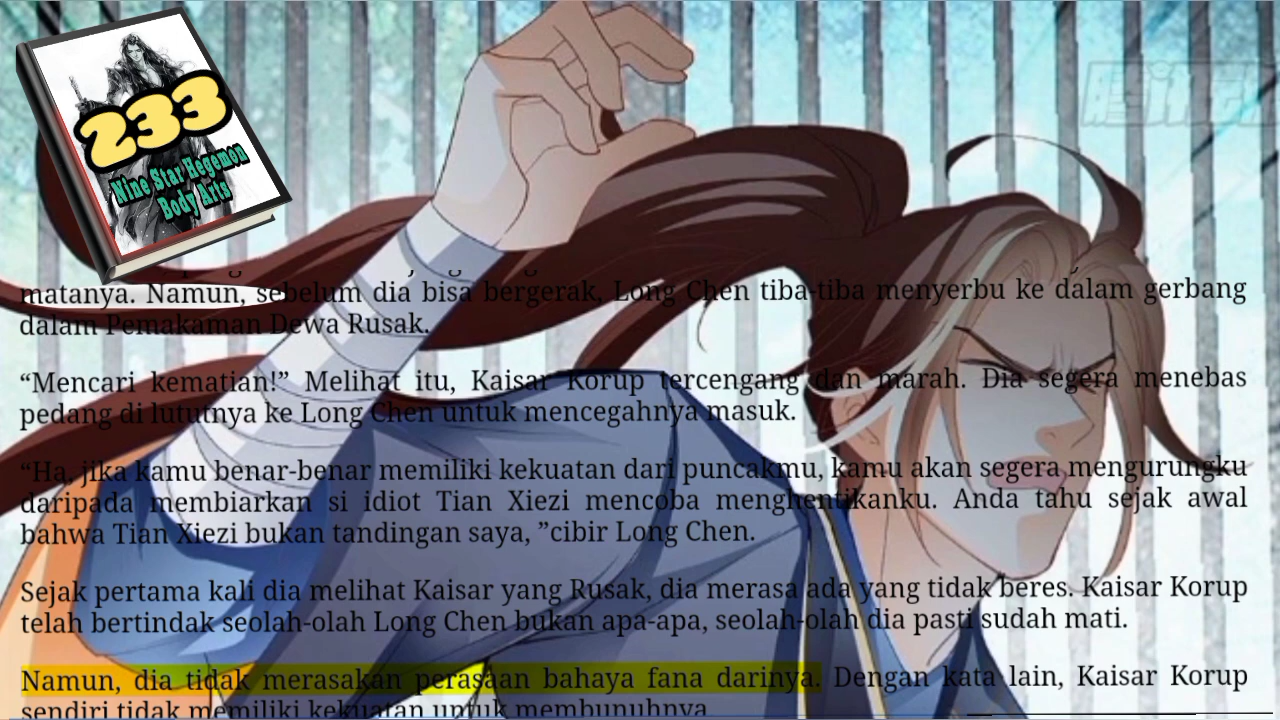 233
Nine Star Hegemon
Body Arts
matanya. Namun, sebelum dia bisa bergerak, Long Chen tiba-tiba menyerbu ke dalam gerbang
dalam Pemakaman Dewa Rusak.
“Mencari kematian!” Melihat itu, Kaisar Korup tercengang dan marah. Dia segera menebas
pedang di lututnya ke Long Chen untuk mencegahnya masuk.
“Ha, jika kamu benar-benar memiliki kekuatan dari puncakmu, kamu akan segera mengurungku
daripada membiarkan si idiot Tian Xiezi mencoba menghentikanku. Anda tahu sejak awal
bahwa Tian Xiezi bukan tandingan saya, ”cibir Long Chen.
Sejak pertama kali dia melihat Kaisar yang Rusak, dia merasa ada yang tidak beres. Kaisar Korup
telah bertindak seolah-olah Long Chen bukan apa-apa, seolah-olah dia pasti sudah mati.
Namun, dia tidak merasakan perasaan bahaya fana darinya. Dengan kata lain, Kaisar Korup
sendiri tidak memiliki kekuatan untuk membunuhnya.